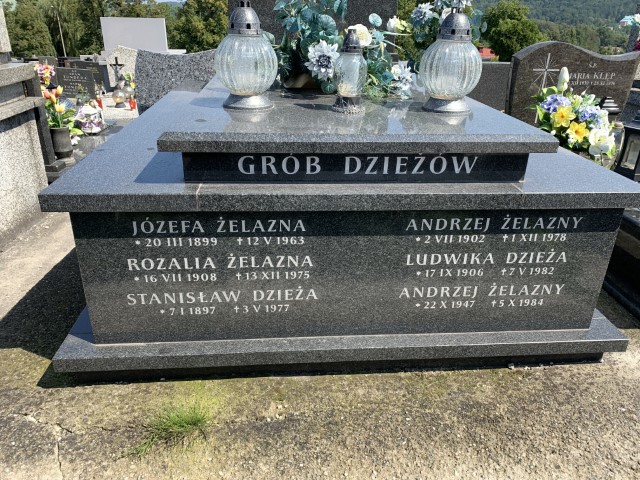 GRÓB DZIEŻÓW
JÓZEFA ŻELAZNA
* 20 III 1899 † 12 V 1963
ROZALIA ŻELAZNA
* 16 VII 1908 † 13 XII 1975
STANISŁAW DZIEŻA
* 7 I 1897 † 3 V 1977
ANDRZEJ ŻELAZNY
* 2 VII 1902 † 1 XII 1978
LUDWIKA DZIEŻA
* 17 IX 1906 † 7 V 1982
ANDRZEJ ŻELAZNY
* 22 X 1947 † 5 X 1984
MARIA KLĘP